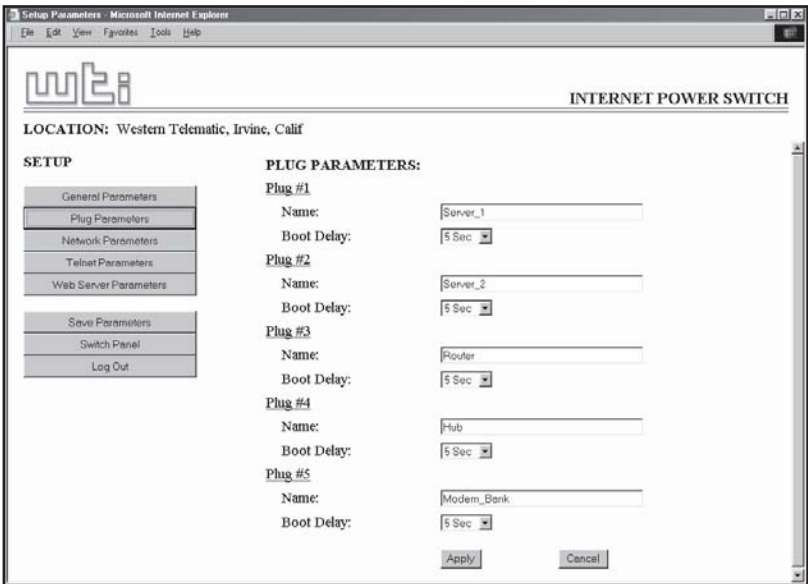 Setup Parameters - Microsoft Internet Explorer
File Edit View Favorites Tools Help
wti
INTERNET POWER SWITCH
LOCATION: Western Telematic, Irvine, Calif
SETUP
General Parameters
Plug Parameters
Network Parameters
Telnet Parameters
Web Server Parameters
Save Parameters
Switch Panel
Log Out
PLUG PARAMETERS:
Plug #1
Name: Server_1
Boot Delay: 5 Sec
Plug #2
Name: Server_2
Boot Delay: 5 Sec
Plug #3
Name: Router
Boot Delay: 5 Sec
Plug #4
Name: Hub
Boot Delay: 5 Sec
Plug #5
Name: Modem_Bank
Boot Delay: 5 Sec
Apply Cancel